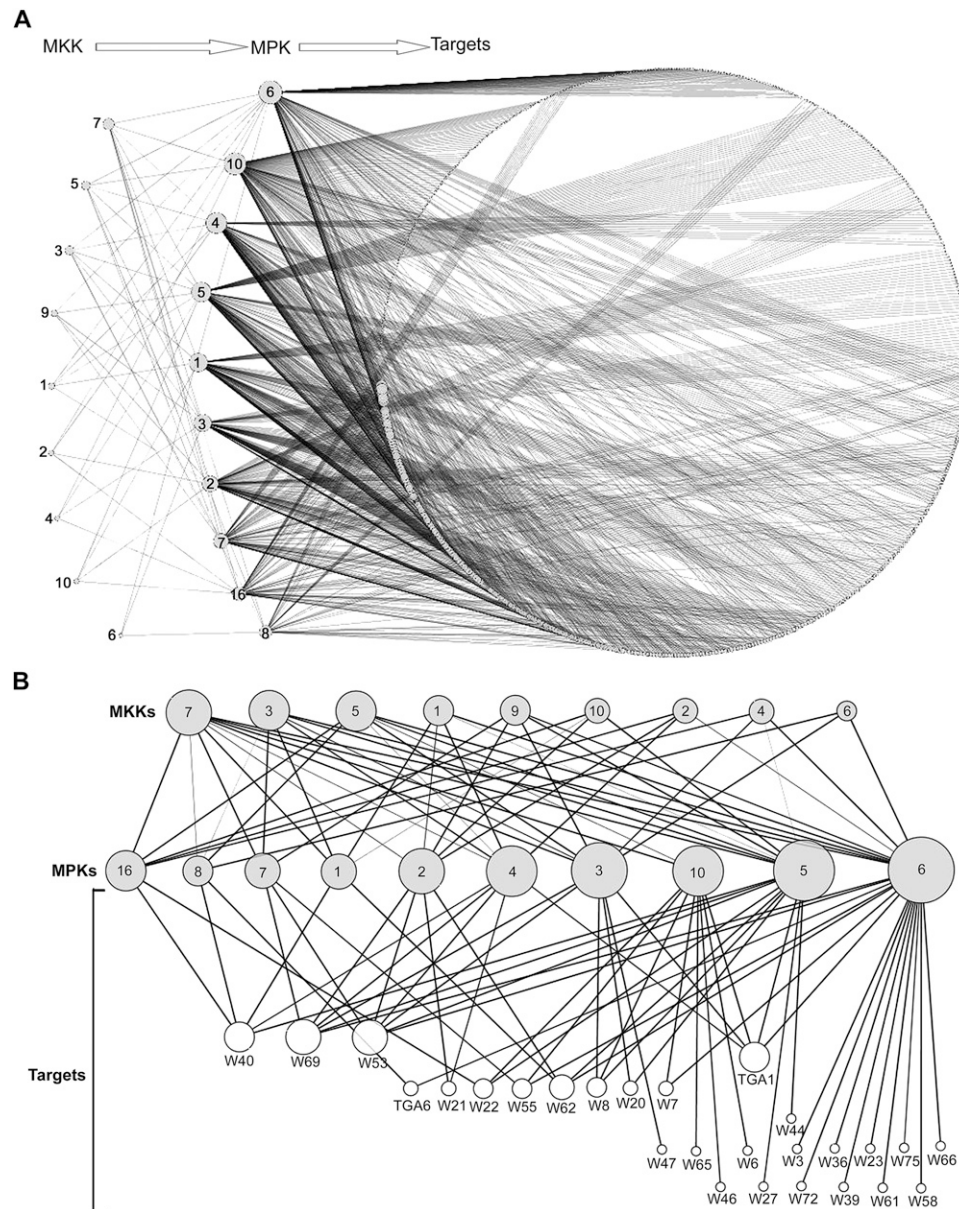 A
MKK MPK Targets
6
7
10
5
4
3
5
9
1
1
3
2
2
4
7
10
16
6
8
B
MKKs 7 3 5 1 9 10 2 4 6
MPKs 16 8 7 1 2 4 3 10 5 6
Targets
W40 W69 W53 TGA1
TGA6 W21 W22 W55 W62 W8 W20 W7
W44
W47 W65 W6 W3 W36 W23 W75 W66
W46 W27 W72 W39 W61 W58